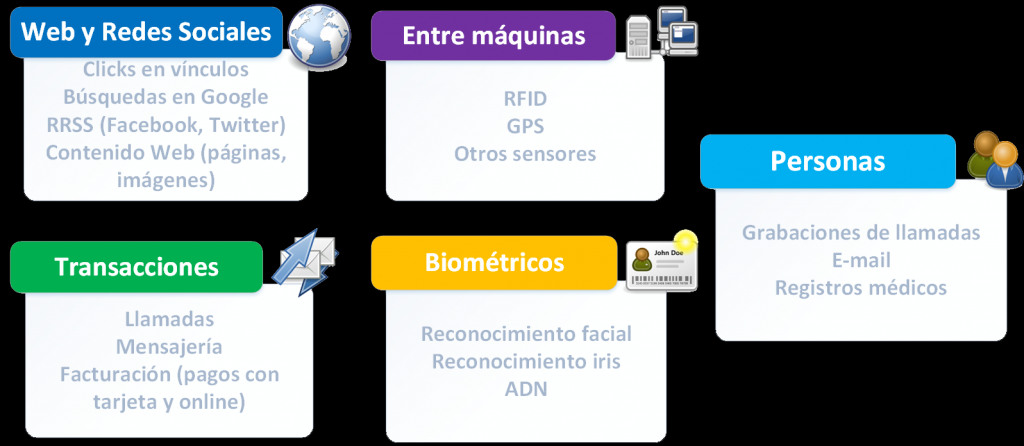 Web y Redes Sociales
Clicks en vínculos
Búsquedas en Google
RRSS (Facebook, Twitter)
Contenido Web (páginas,
imágenes)
Entre máquinas
RFID
GPS
Otros sensores
Personas
Grabaciones de llamadas
E-mail
Registros médicos
Transacciones
Llamadas
Mensajería
Facturación (pagos con
tarjeta y online)
Biométricos
John Doe
Reconocimiento facial
Reconocimiento iris
ADN